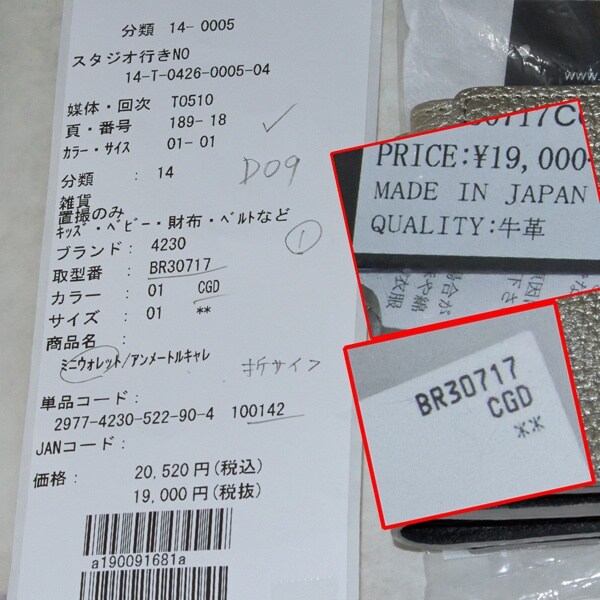 分類 14-0005
スタジオ行きNO
14-T-0426-0005-04
媒体・回次 T0510
頁・番号 189-18
カラー・サイズ 01-01
分類 : 14
D09
雑貨
置撮のみ
キッズ・ベビー・財布・ベルトなど
ブランド: 4230
①
取型番 : BR30717
カラー : 01 CGD
サイズ : 01 **
商品名 :
ミニウォレット/アンメートルキャレ
折サイフ
単品コード:
2977-4230-522-90-4 100142
JANコード:
価格: 20,520円(税込)
19,000円(税抜)
a190091681a
www.
PRICE:¥19,000-
MADE IN JAPAN
QUALITY:牛革
BR30717
CGD
**